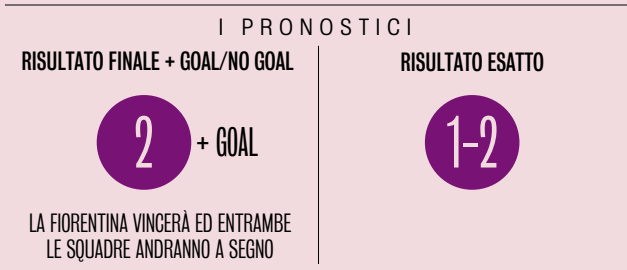 I PRONOSTICI
RISULTATO FINALE + GOAL/NO GOAL
2 + GOAL
LA FIORENTINA VINCERÀ ED ENTRAMBE
LE SQUADRE ANDRANNO A SEGNO
RISULTATO ESATTO
1-2